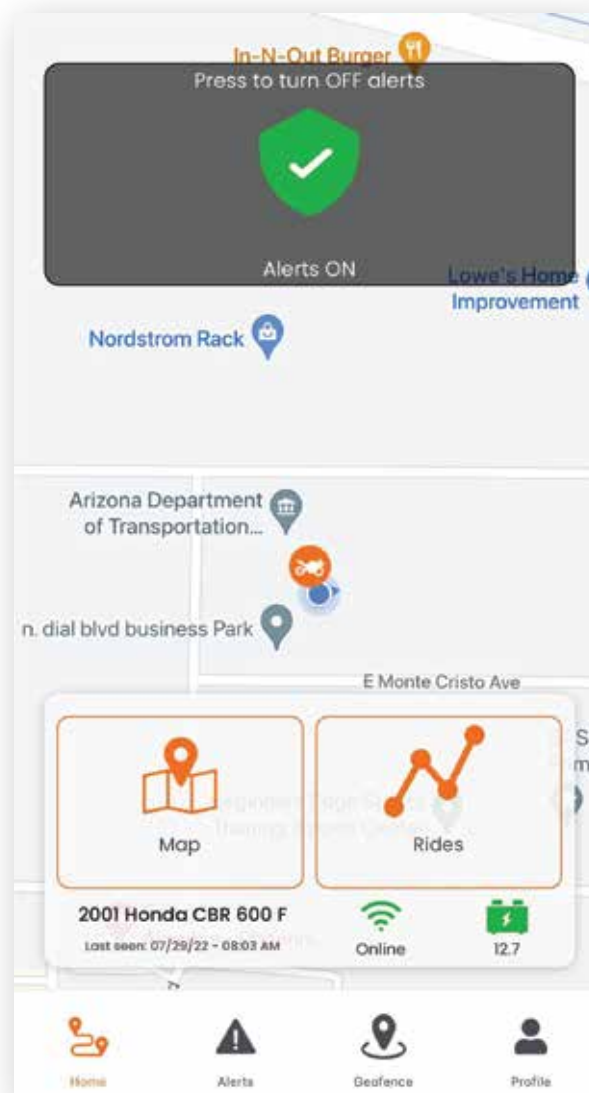 In-N-Out Burger
Press to turn OFF alerts
Alerts ON
Lowe's Home
Improvement
Nordstrom Rack
Arizona Department
of Transportation...
n. dial blvd business Park
E Monte Cristo Ave
S
m
Map
Rides
2001 Honda CBR 600 F
Last seen: 07/29/22 - 08:03 AM
Online
12.7
Home
Alerts
Geofence
Profile